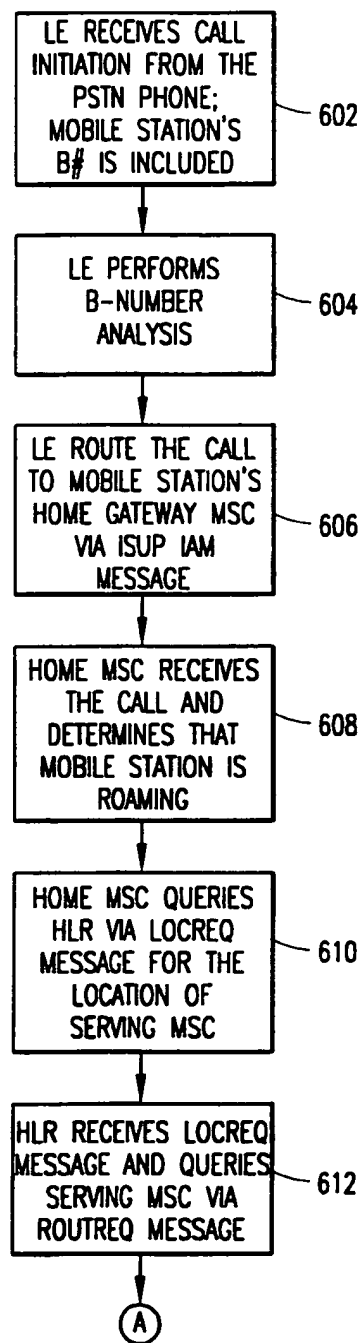 LE RECEIVES CALL
INITIATION FROM THE
PSTN PHONE;
MOBILE STATION'S
B# IS INCLUDED
602
LE PERFORMS
B-NUMBER
ANALYSIS
604
LE ROUTE THE CALL
TO MOBILE STATION'S
HOME GATEWAY MSC
VIA ISUP IAM
MESSAGE
606
HOME MSC RECEIVES
THE CALL AND
DETERMINES THAT
MOBILE STATION IS
ROAMING
608
HOME MSC QUERIES
HLR VIA LOCREQ
MESSAGE FOR THE
LOCATION OF
SERVING MSC
610
HLR RECEIVES LOCREQ
MESSAGE AND QUERIES
SERVING MSC VIA
ROUTREQ MESSAGE
612
A